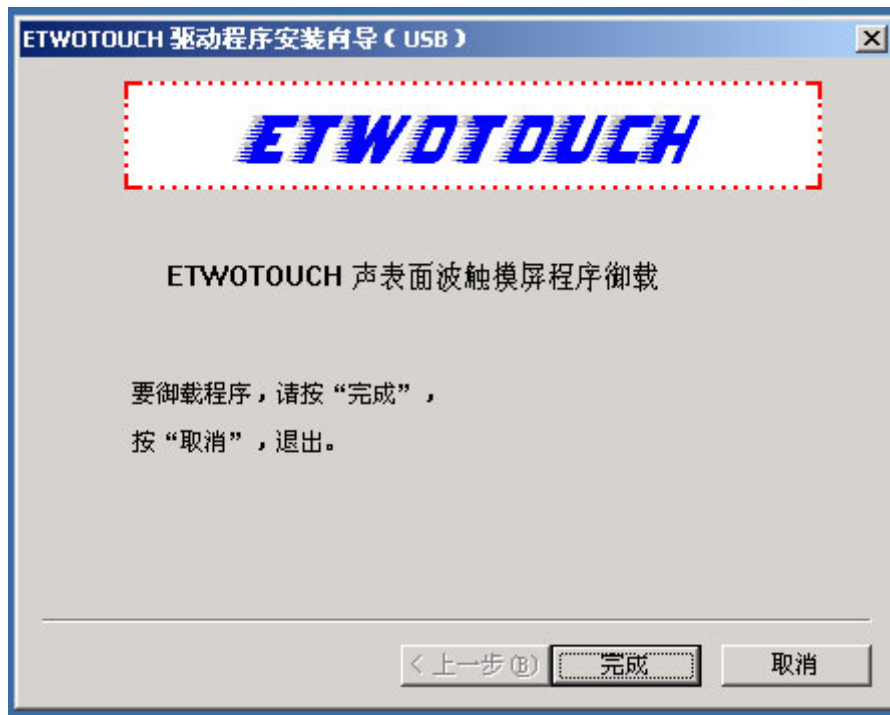 ETWOTOUCH 驱动程序安装向导(USB)
ETWOTOUCH
ETWOTOUCH 声表面波触摸屏程序御载
要御载程序，请按“完成”，
按“取消”，退出。
< 上一步(B) 完成 取消